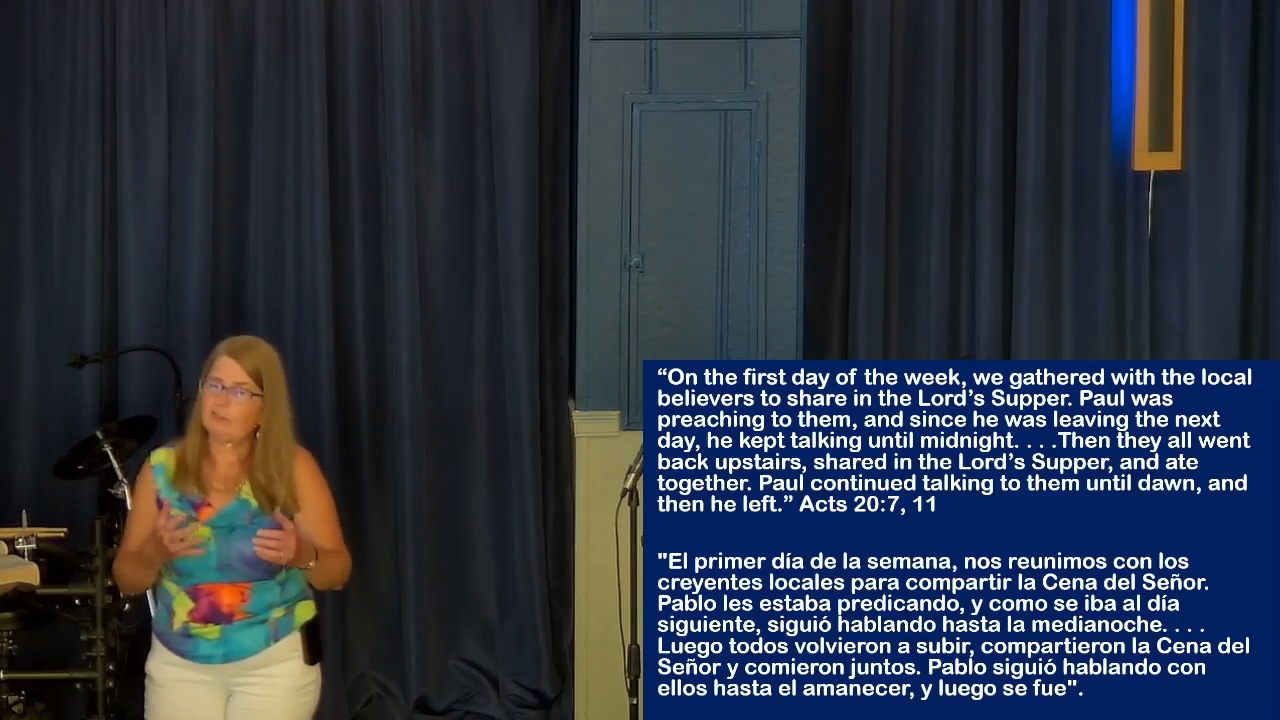 “On the first day of the week, we gathered with the local
believers to share in the Lord’s Supper. Paul was
preaching to them, and since he was leaving the next
day, he kept talking until midnight. . . .Then they all went
back upstairs, shared in the Lord’s Supper, and ate
together. Paul continued talking to them until dawn, and
then he left.” Acts 20:7, 11
"El primer día de la semana, nos reunimos con los
creyentes locales para compartir la Cena del Señor.
Pablo les estaba predicando, y como se iba al día
siguiente, siguió hablando hasta la medianoche. . . .
Luego todos volvieron a subir, compartieron la Cena del
Señor y comieron juntos. Pablo siguió hablando con
ellos hasta el amanecer, y luego se fue".